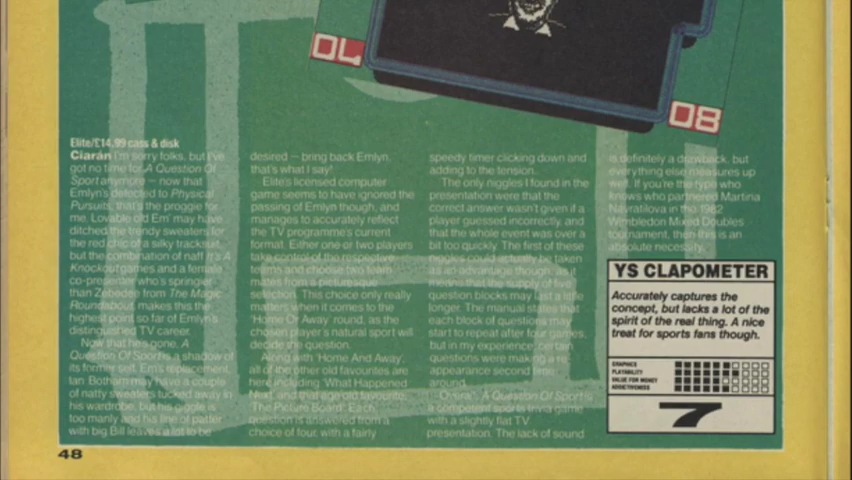 07
08
Elite/£14.99 cass & disk
Ciarán I'm sorry folks, but I've
got no time for A Question Of
Sport anymore — now that
Emlyn's defected to Physical
Pursuits, that's the programme for
me. Lovable old Em' may have
ditched the trendy sweaters for
the red chic of a silky tracksuit,
but the combination of naff It's A
Knockout games and a female
co-presenter who's springier
than Zebedee from The Magic
Roundabout, makes this the
highest point so far of Emlyn's
distinguished TV career.
Now that he's gone, A
Question Of Sport is a shadow of
its former self. Em's replacement,
Ian Botham may have a couple
of natty sweaters tucked away in
his wardrobe, but his giggle is
too manly and his line of patter
with big Bill leaves a lot to be
desired — bring back Emlyn,
that's what I say!
Elite's licensed computer
game seems to have ignored the
passing of Emlyn though, and
manages to accurately reflect
the TV programme's current
format. Either one or two players
take control of the respective
teams and choose two team
mates from a picturesque
selection. This choice only really
matters when it comes to the
'Home Or Away' round, as the
chosen player's natural sport will
decide the question.
Along with 'Home And Away',
all of the other old favourites are
here including 'What Happened
Next' and that age old favourite,
'The Picture Board'. Each
question is answered from a
choice of four, with a fairly
speedy timer clicking down and
adding to the tension.
The only niggles I found in the
presentation were that the
correct answer wasn't given if a
player guessed incorrectly, and
that the whole event was over a
bit too quickly. The first of these
niggles could actually be taken
as an advantage though, as it
means that the supply of five
question blocks may last a little
longer. The manual states that
each block of questions may
start to repeat after four games,
but in my experience, certain
questions were making a re-
appearance second time
around.
Overall, A Question Of Sport is
a competent sports trivia game
with a slightly flat TV
presentation. The lack of sound
is definitely a drawback, but
everything else measures up
well. If you're the type who
knows who partnered Martina
Navratilova in the 1982
Wimbledon Mixed Doubles
tournament, then this is an
absolute necessity.
YS CLAPOMETER
Accurately captures the
concept, but lacks a lot of the
spirit of the real thing. A nice
treat for sports fans though.
GRAPHICS
PLAYABILITY
VALUE FOR MONEY
ADDICTIVENESS
7
48